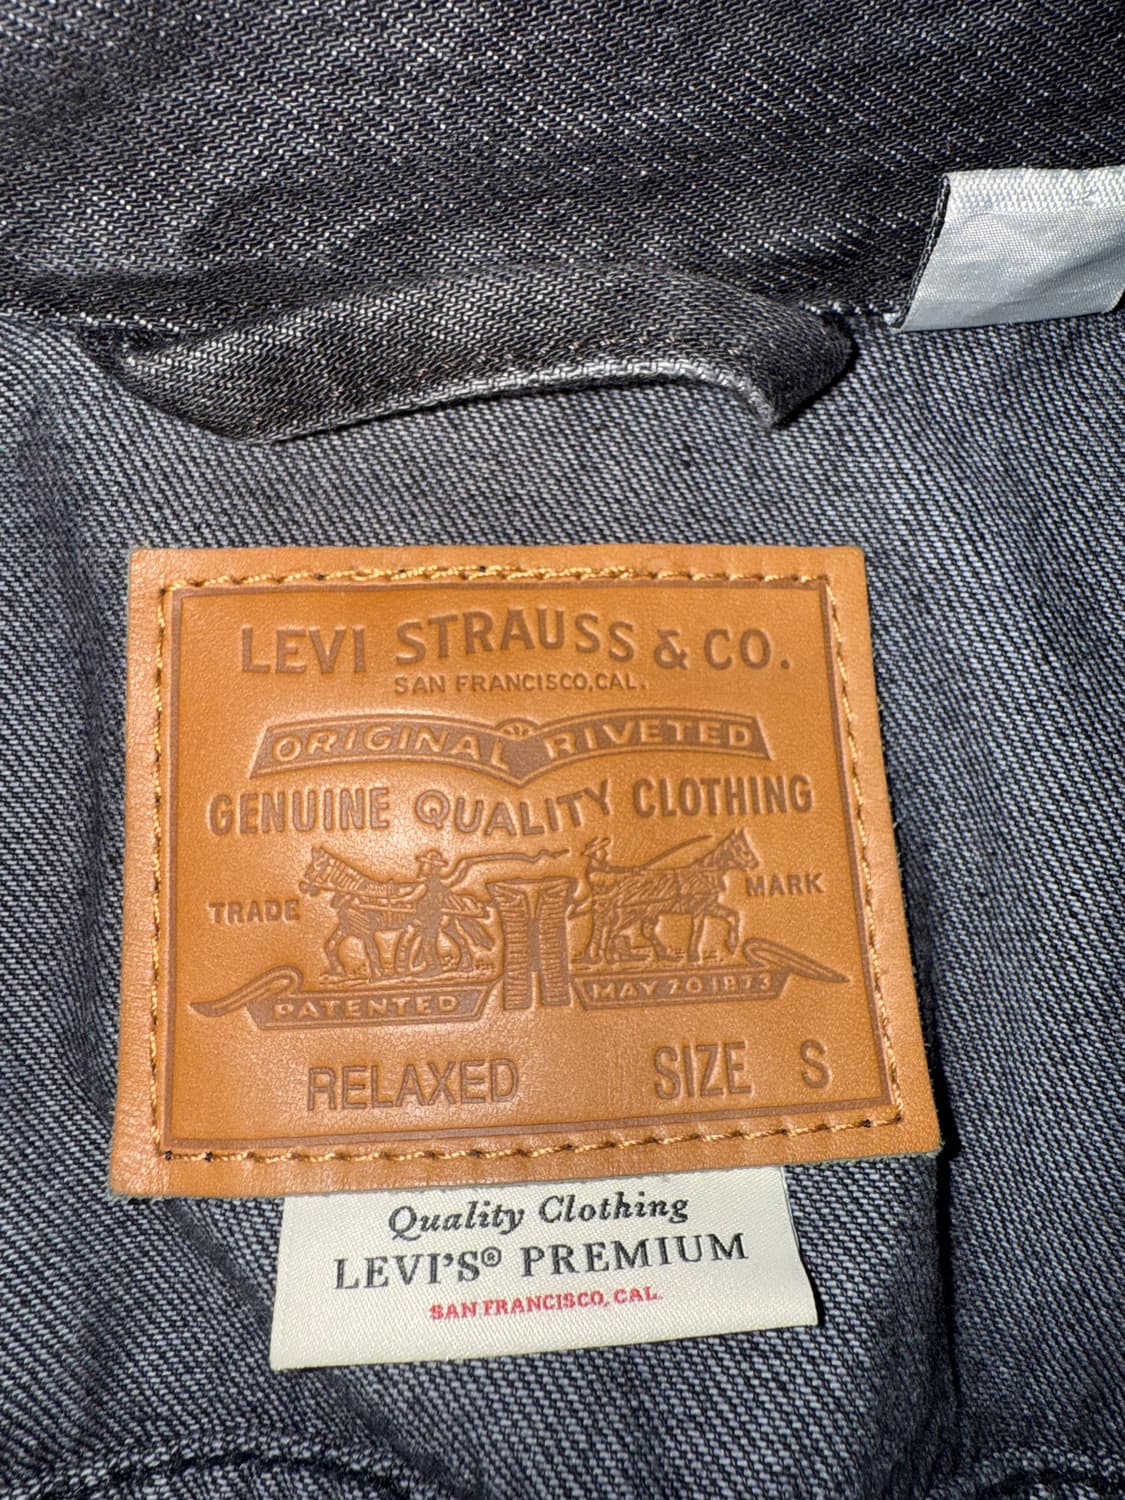 LEVI STRAUSS & CO.
SAN FRANCISCO, CAL.
ORIGINAL RIVETED
GENUINE QUALITY CLOTHING
TRADE MARK
PATENTED MAY 20 1873
RELAXED SIZE S
Quality Clothing
LEVI'S® PREMIUM
SAN FRANCISCO, CAL.